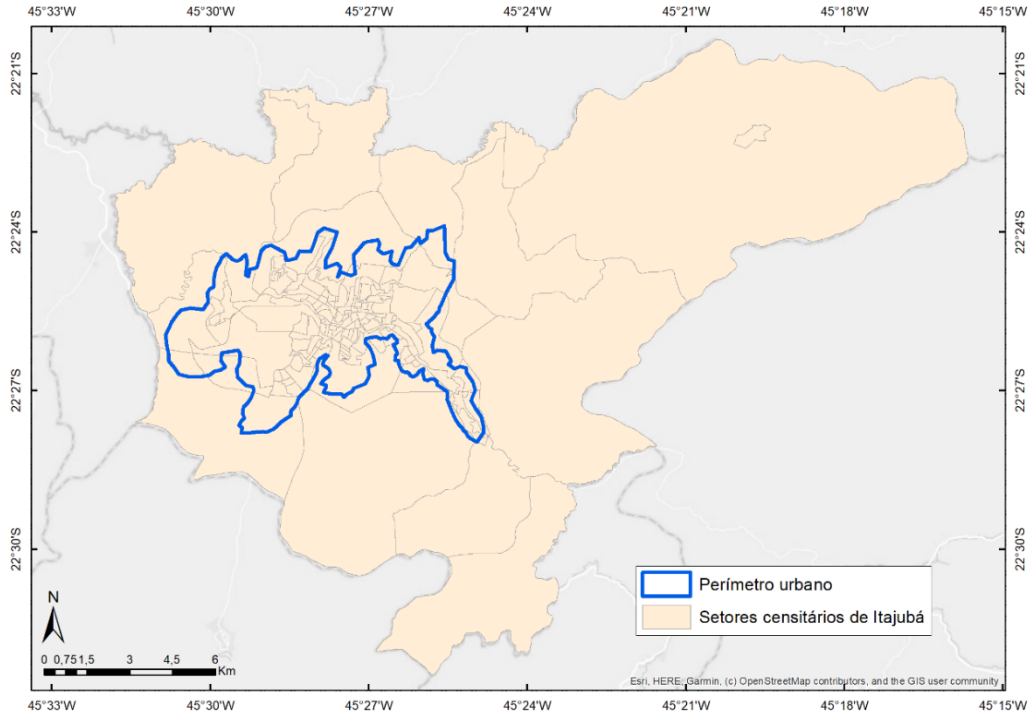 45°33'W 45°30'W 45°27'W 45°24'W 45°21'W 45°18'W 45°15'W
22°21'S 22°21'S
22°24'S 22°24'S
22°27'S 22°27'S
22°30'S 22°30'S
Perímetro urbano
Setores censitários de Itajubá
N
0 0,75 1,5 3 4,5 6
Km
Esri, HERE, Garmin, (c) OpenStreetMap contributors, and the GIS user community
45°33'W 45°30'W 45°27'W 45°24'W 45°21'W 45°18'W 45°15'W